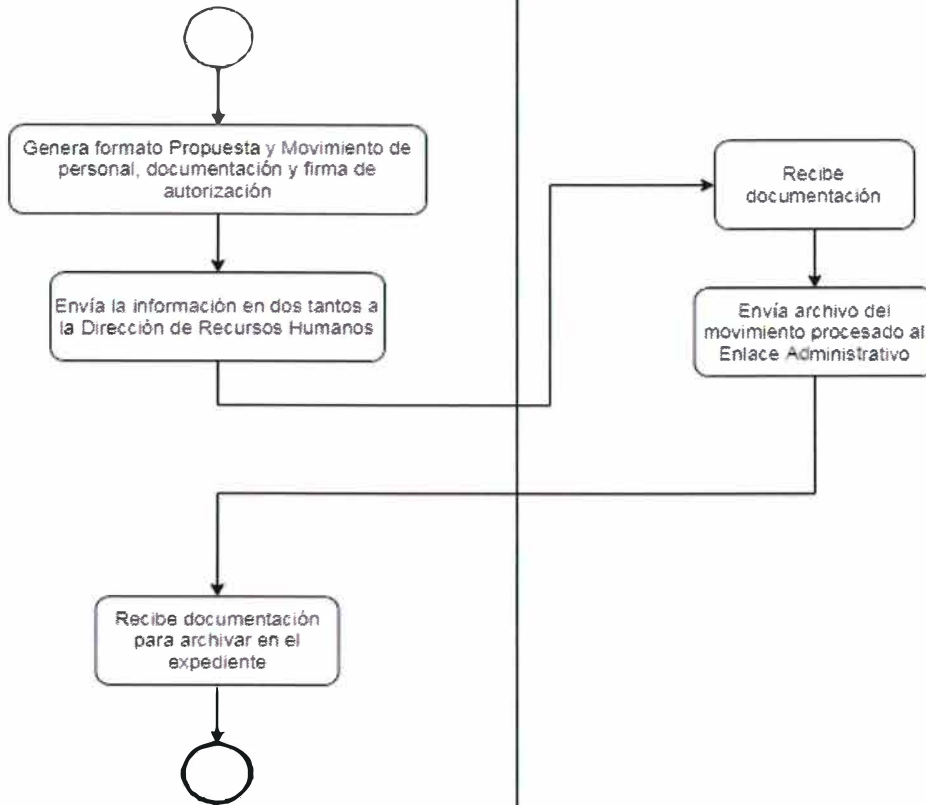 Genera formato Propuesta y Movimiento de
personal, documentación y firma de
autorización
Envía la información en dos tantos a
la Dirección de Recursos Humanos
Recibe
documentación
Envía archivo del
movimiento procesado al
Enlace Administrativo
Recibe documentación
para archivar en el
expediente